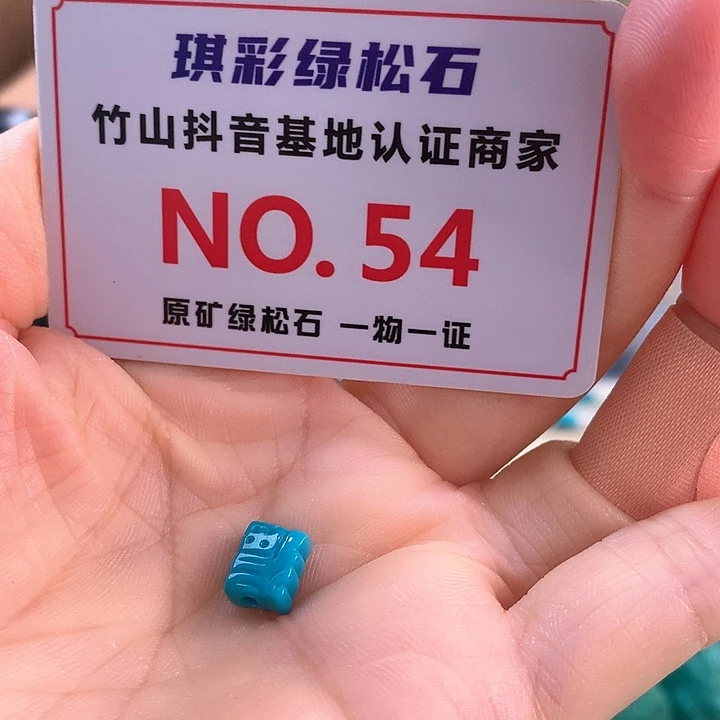 琪彩绿松石
竹山抖音基地认证商家
NO. 54
原矿绿松石 一物一证